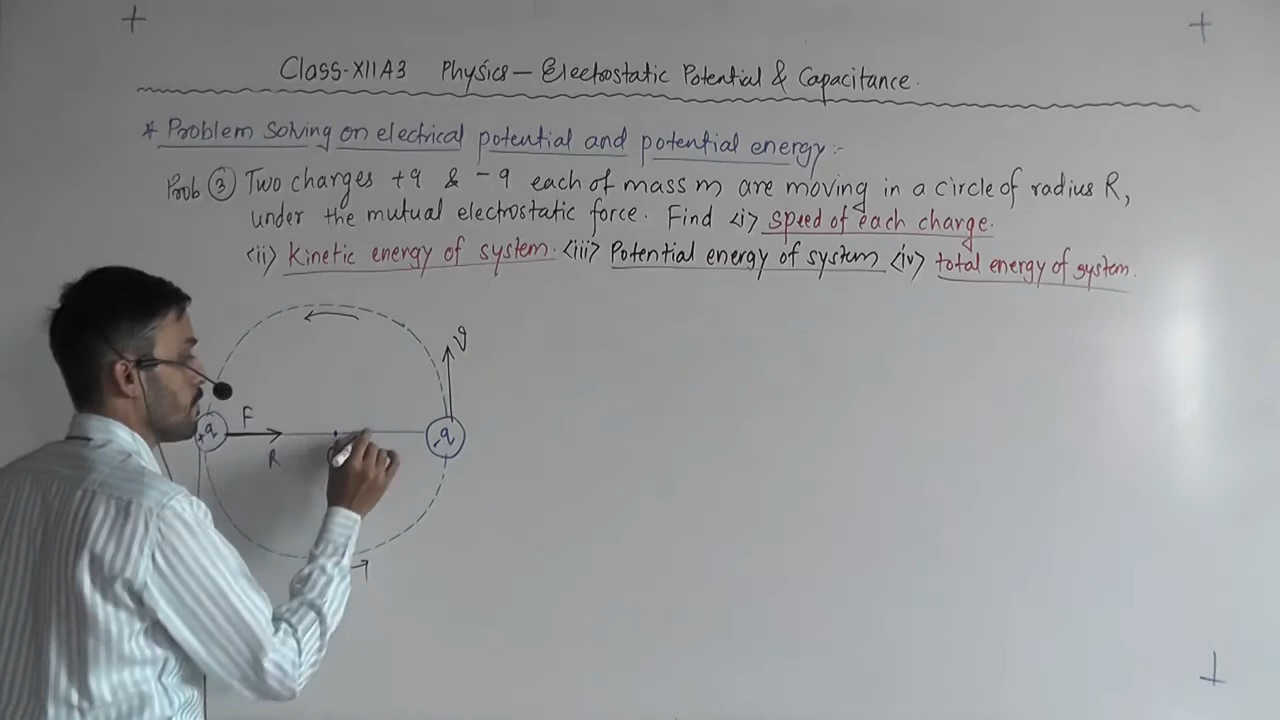 Class-XII A3 Physics — Electrostatic Potential & Capacitance.
* Problem solving on electrical potential and potential energy :-
Prob ③ Two charges +q & -q each of mass m are moving in a circle of radius R,
under the mutual electrostatic force. Find <i> speed of each charge.
<ii> Kinetic energy of system. <iii> Potential energy of system <iv> total energy of system.
v
F
+q
-q
R